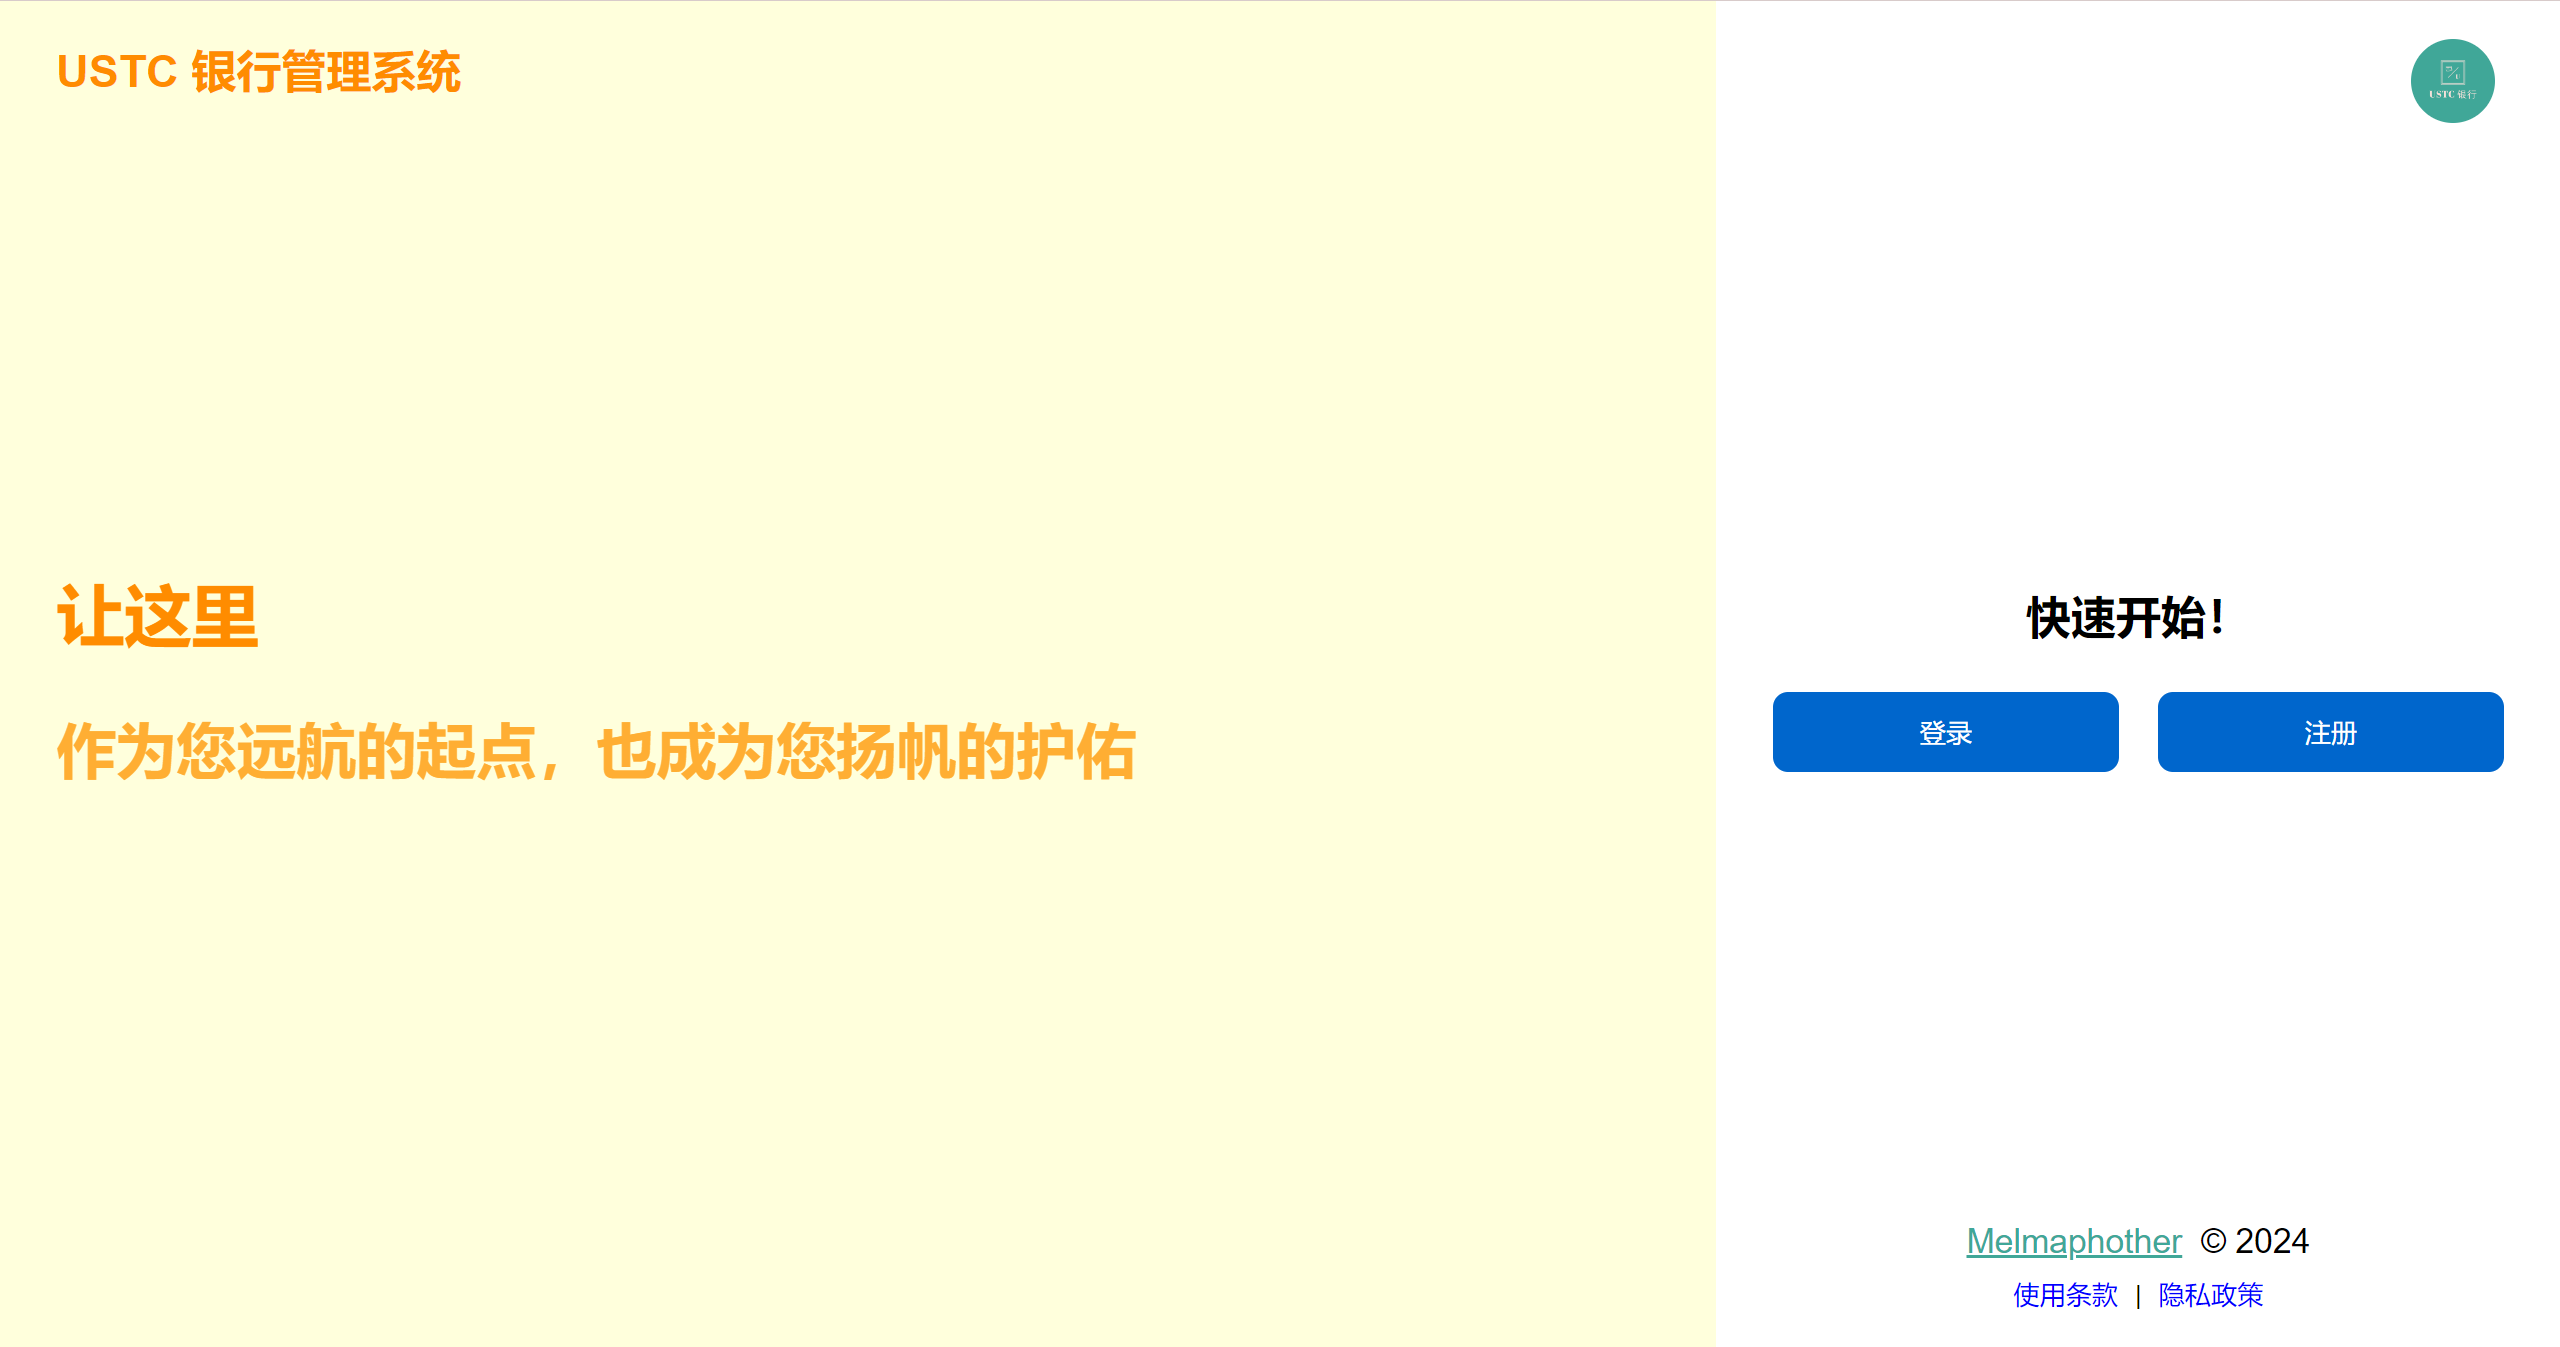 USTC 银行管理系统
USTC 银行
让这里
作为您远航的起点，也成为您扬帆的护佑
快速开始！
登录 注册
Melmaphother © 2024
使用条款 | 隐私政策